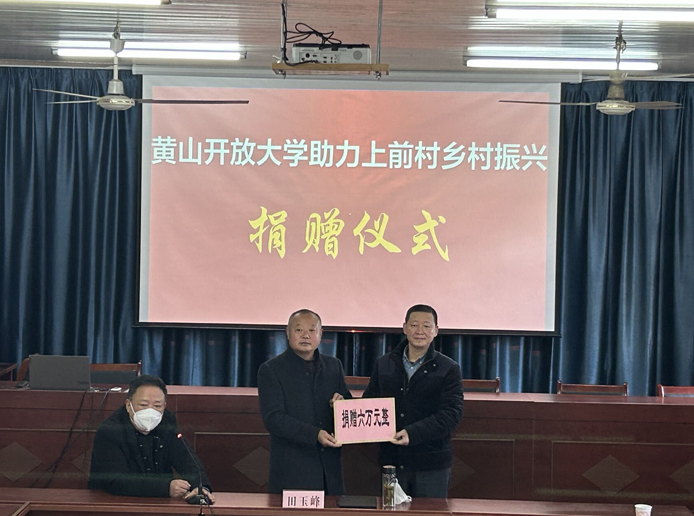 黄山开放大学助力上前村乡村振兴
捐赠仪式
捐赠六万元整
田玉峰